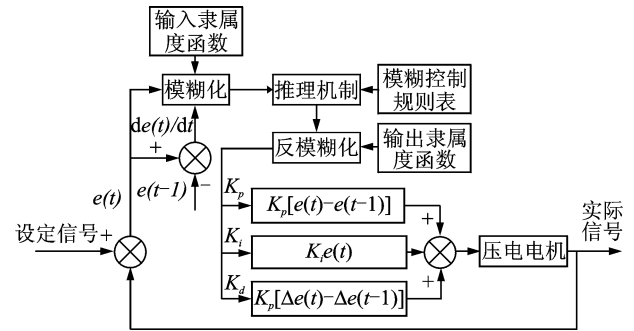 输入隶属
度函数
模糊化
推理机制
模糊控制
规则表
de(t)/dt
+
反模糊化
输出隶属
度函数
e(t)
e(t−1)
−
K_p
K_p[e(t)−e(t−1)]
+
实际
信号
设定信号
+
K_i
K_ie(t)
压电电机
K_d
K_p[Δe(t)−Δe(t−1)]
+